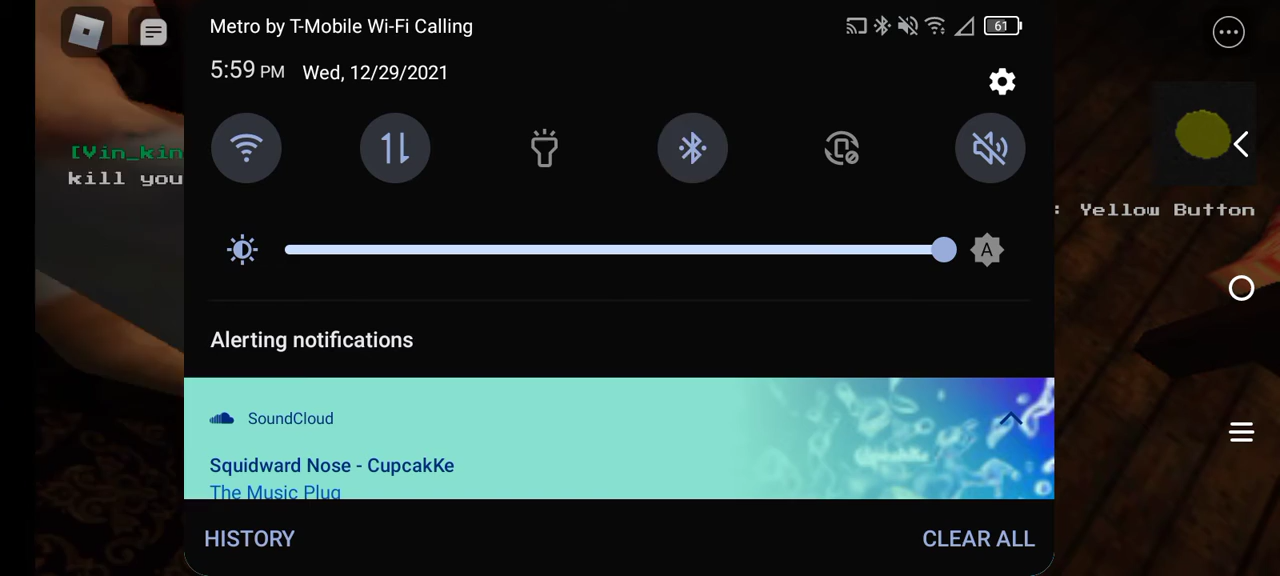 Metro by T-Mobile Wi-Fi Calling
61
5:59 PM Wed, 12/29/2021
[Vin_kin
kill you
: Yellow Button
A
Alerting notifications
SoundCloud
Squidward Nose - CupcakKe
CupcakKe
The Music Plug
HISTORY
CLEAR ALL